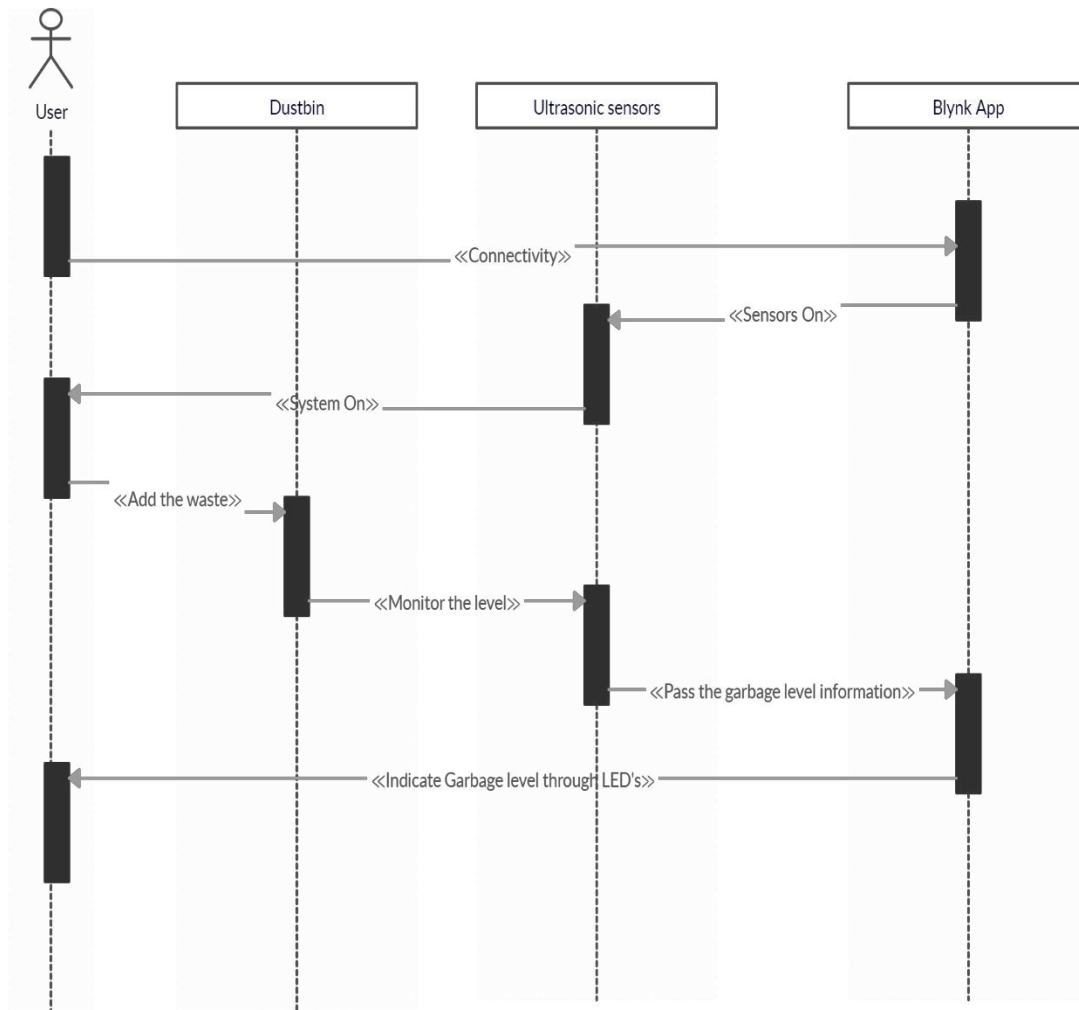 User
Dustbin
Ultrasonic sensors
Blynk App
«Connectivity»
«Sensors On»
«System On»
«Add the waste»
«Monitor the level»
«Pass the garbage level information»
«Indicate Garbage level through LED's»